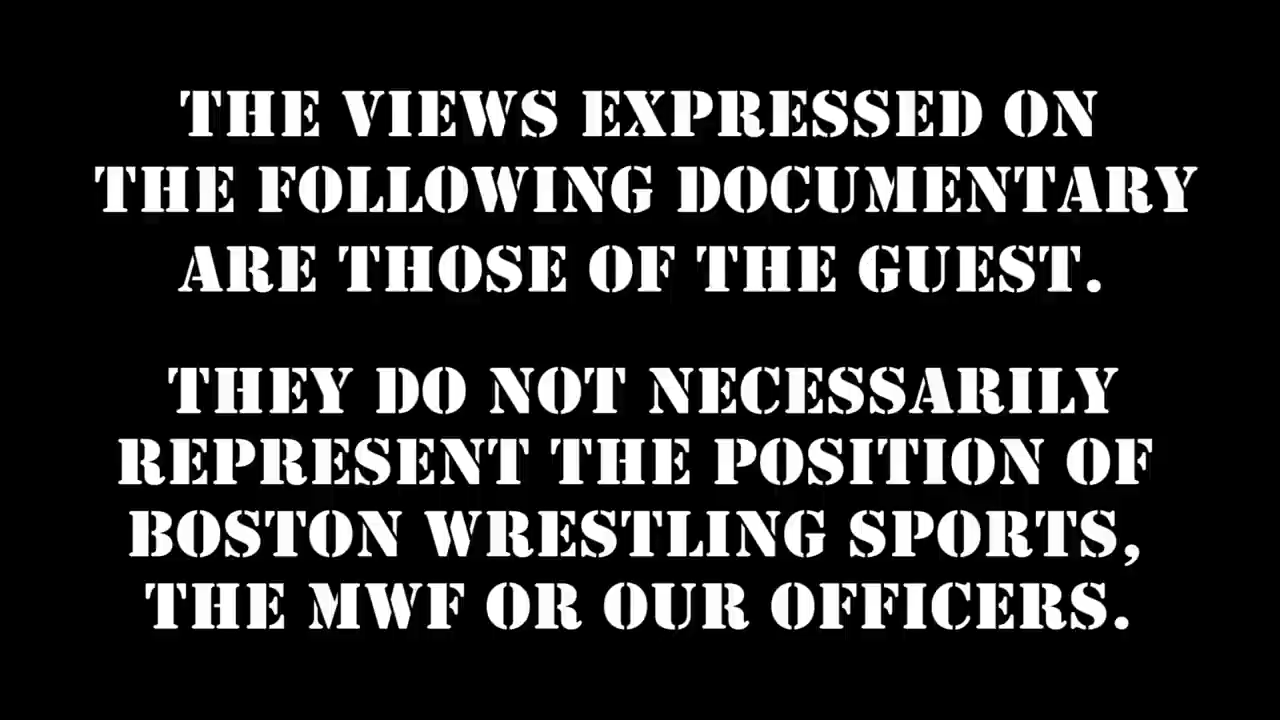 THE VIEWS EXPRESSED ON
THE FOLLOWING DOCUMENTARY
ARE THOSE OF THE GUEST.
THEY DO NOT NECESSARILY
REPRESENT THE POSITION OF
BOSTON WRESTLING SPORTS,
THE MWF OR OUR OFFICERS.